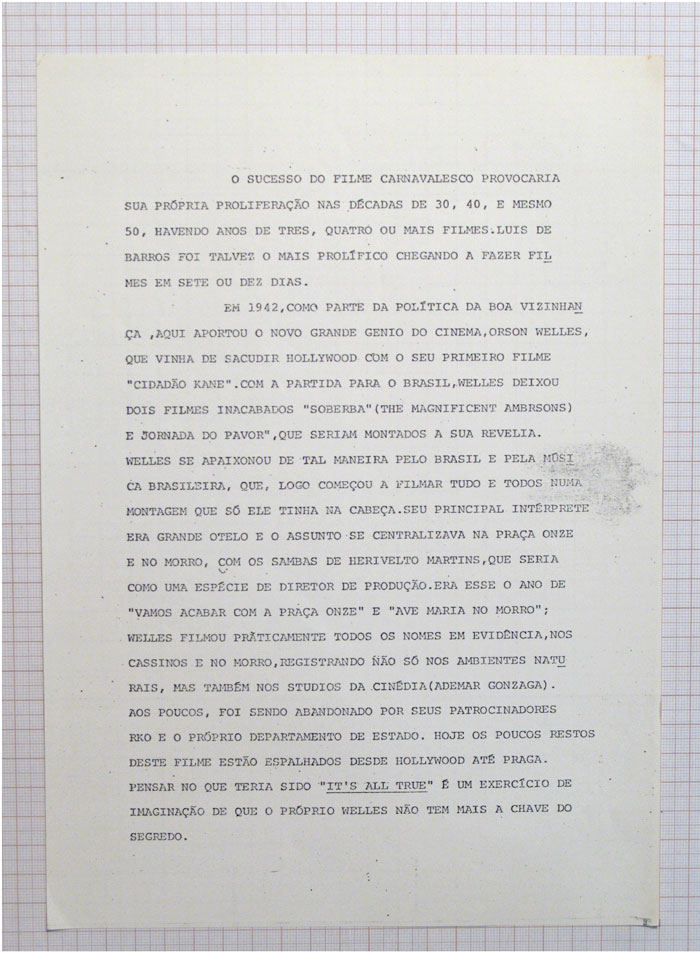 O SUCESSO DO FILME CARNAVALESCO PROVOCARIA
SUA PRÓPRIA PROLIFERAÇÃO NAS DÉCADAS DE 30, 40, E MESMO
50, HAVENDO ANOS DE TRES, QUATRO OU MAIS FILMES.LUIS DE
BARROS FOI TALVEZ O MAIS PROLÍFICO CHEGANDO A FAZER FIL
MES EM SETE OU DEZ DIAS.
EM 1942,COMO PARTE DA POLÍTICA DA BOA VIZINHAN
ÇA ,AQUI APORTOU O NOVO GRANDE GENIO DO CINEMA,ORSON WELLES,
QUE VINHA DE SACUDIR HOLLYWOOD COM O SEU PRIMEIRO FILME
"CIDADÃO KANE".COM A PARTIDA PARA O BRASIL,WELLES DEIXOU
DOIS FILMES INACABADOS "SOBERBA"(THE MAGNIFICENT AMBRSONS)
E JORNADA DO PAVOR",QUE SERIAM MONTADOS A SUA REVELIA.
WELLES SE APAIXONOU DE TAL MANEIRA PELO BRASIL E PELA MÚSI
CA BRASILEIRA, QUE, LOGO COMEÇOU A FILMAR TUDO E TODOS NUMA
MONTAGEM QUE SÓ ELE TINHA NA CABEÇA.SEU PRINCIPAL INTÉRPRETE
ERA GRANDE OTELO E O ASSUNTO SE CENTRALIZAVA NA PRAÇA ONZE
E NO MORRO, COM OS SAMBAS DE HERIVELTO MARTINS,QUE SERIA
COMO UMA ESPÉCIE DE DIRETOR DE PRODUÇÃO.ERA ESSE O ANO DE
"VAMOS ACABAR COM A PRAÇA ONZE" E "AVE MARIA NO MORRO";
WELLES FILMOU PRÀTICAMENTE TODOS OS NOMES EM EVIDÊNCIA,NOS
CASSINOS E NO MORRO,REGISTRANDO NÃO SÓ NOS AMBIENTES NATU
RAIS, MAS TAMBÉM NOS STUDIOS DA CINÉDIA(ADEMAR GONZAGA).
AOS POUCOS, FOI SENDO ABANDONADO POR SEUS PATROCINADORES
RKO E O PRÓPRIO DEPARTAMENTO DE ESTADO. HOJE OS POUCOS RESTOS
DESTE FILME ESTÃO ESPALHADOS DESDE HOLLYWOOD ATÉ PRAGA.
PENSAR NO QUE TERIA SIDO "IT'S ALL TRUE" É UM EXERCÍCIO DE
IMAGINAÇÃO DE QUE O PRÓPRIO WELLES NÃO TEM MAIS A CHAVE DO
SEGREDO.